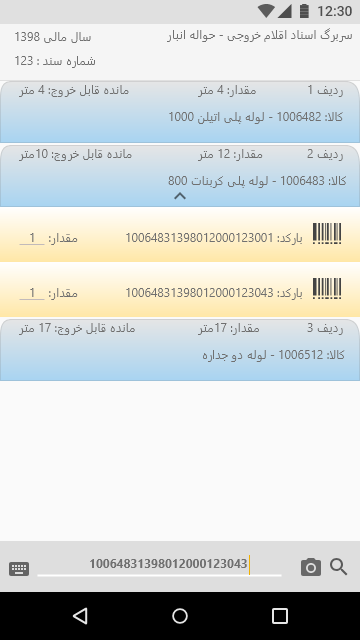 12:30
سربرگ اسناد اقلام خروجی - حواله انبار
سال مالی 1398
شماره سند : 123
ردیف 1 مقدار: 4 متر مانده قابل خروج: 4 متر
کالا: 1006482 - لوله پلی اتیلن 1000
ردیف 2 مقدار: 12 متر مانده قابل خروج: 10متر
کالا: 1006483 - لوله پلی کربنات 800
بارکد: 10064831398012000123001 مقدار: 1
بارکد: 10064831398012000123043 مقدار: 1
ردیف 3 مقدار: 17متر مانده قابل خروج: 17 متر
کالا: 1006512 - لوله دو جداره
10064831398012000123043